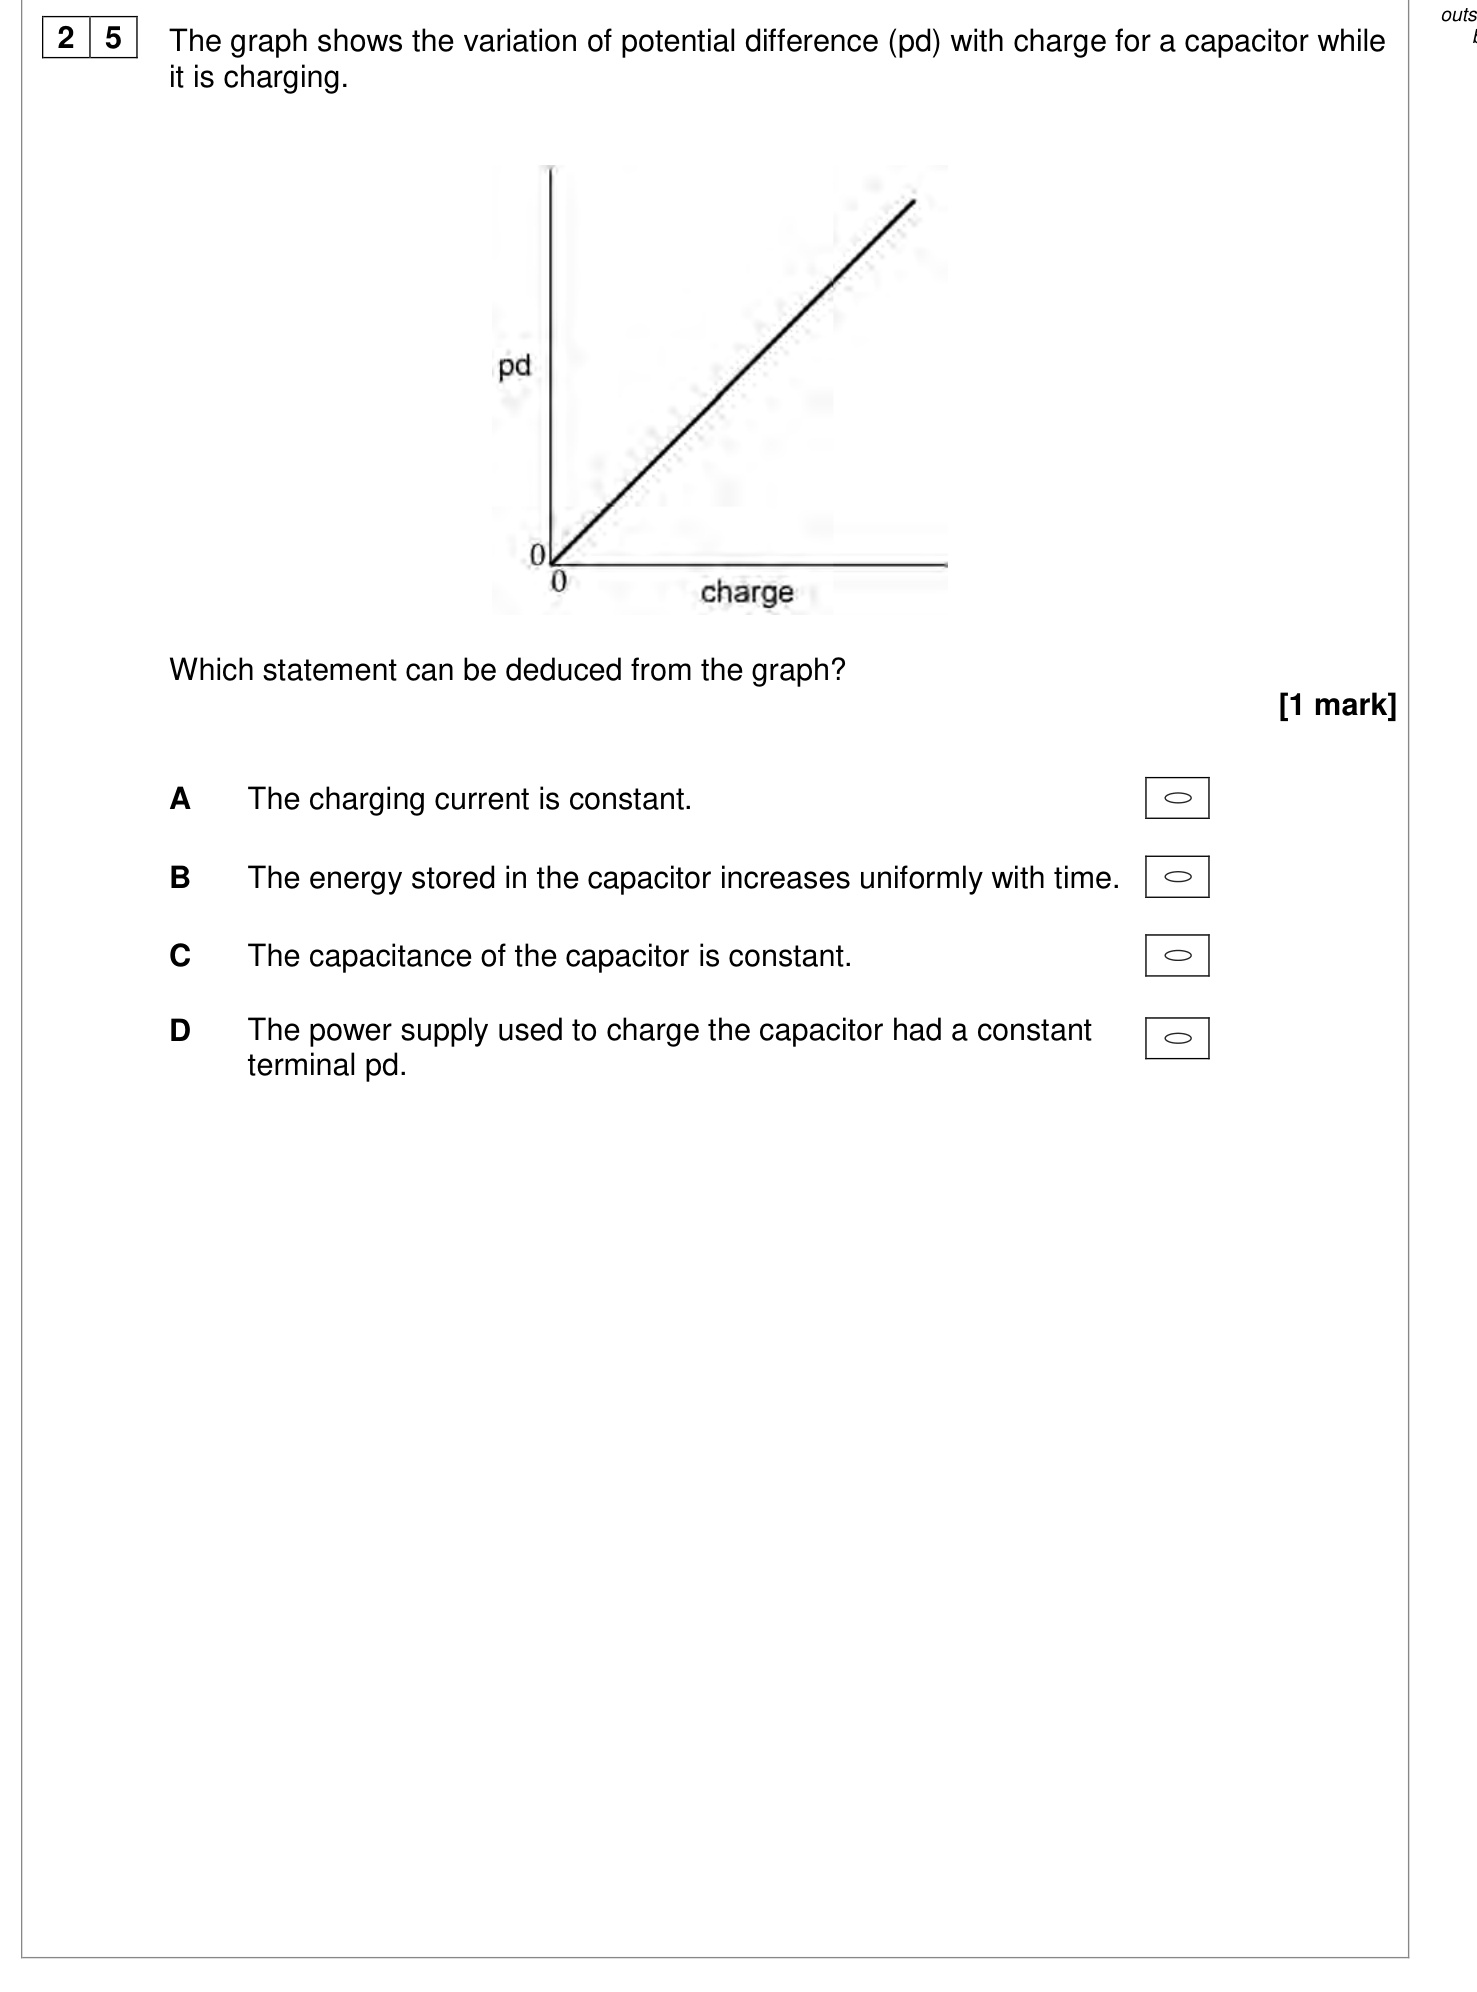 outs
2 5 The graph shows the variation of potential difference (pd) with charge for a capacitor while
it is charging.
pd
0
0
charge
Which statement can be deduced from the graph?
[1 mark]
A The charging current is constant.
B The energy stored in the capacitor increases uniformly with time.
C The capacitance of the capacitor is constant.
D The power supply used to charge the capacitor had a constant
terminal pd.